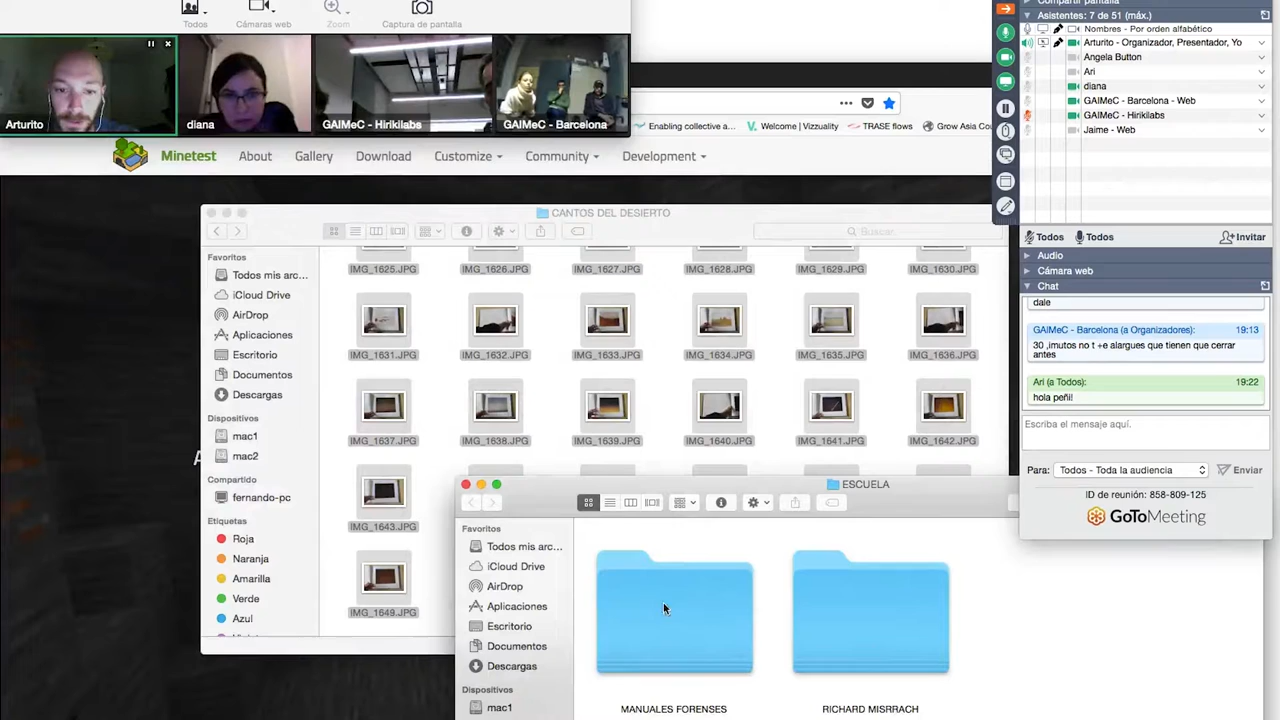 Todos
Cámaras web
Zoom
Captura de pantalla
Arturito
diana
GAIMeC - Hirikilabs
GAIMeC - Barcelona
Enabling collective a...
Welcome | Vizzuality
TRASE flows
Grow Asia Cou
Minetest
About
Gallery
Download
Customize
Community
Development
CANTOS DEL DESIERTO
Buscar
Favoritos
Todos mis arc...
iCloud Drive
AirDrop
Aplicaciones
Escritorio
Documentos
Descargas
Dispositivos
mac1
mac2
Compartido
fernando-pc
Etiquetas
Roja
Naranja
Amarilla
Verde
Azul
IMG_1625.JPG
IMG_1626.JPG
IMG_1627.JPG
IMG_1628.JPG
IMG_1629.JPG
IMG_1630.JPG
IMG_1631.JPG
IMG_1632.JPG
IMG_1633.JPG
IMG_1634.JPG
IMG_1635.JPG
IMG_1636.JPG
IMG_1637.JPG
IMG_1638.JPG
IMG_1639.JPG
IMG_1640.JPG
IMG_1641.JPG
IMG_1642.JPG
IMG_1643.JPG
IMG_1649.JPG
ESCUELA
Favoritos
Todos mis arc...
iCloud Drive
AirDrop
Aplicaciones
Escritorio
Documentos
Descargas
Dispositivos
mac1
MANUALES FORENSES
RICHARD MISRRACH
Compartir pantalla
Asistentes: 7 de 51 (máx.)
Nombres - Por orden alfabético
Arturito - Organizador, Presentador, Yo
Angela Button
Ari
diana
GAIMeC - Barcelona - Web
GAIMeC - Hirikilabs
Jaime - Web
Todos
Todos
Invitar
Audio
Cámara web
Chat
dale
GAIMeC - Barcelona (a Organizadores): 19:13
30 ,imutos no t +e alargues que tienen que cerrar
antes
Ari (a Todos): 19:22
hola peñi!
Escriba el mensaje aquí.
Para: Todos - Toda la audiencia
Enviar
ID de reunión: 858-809-125
GoToMeeting